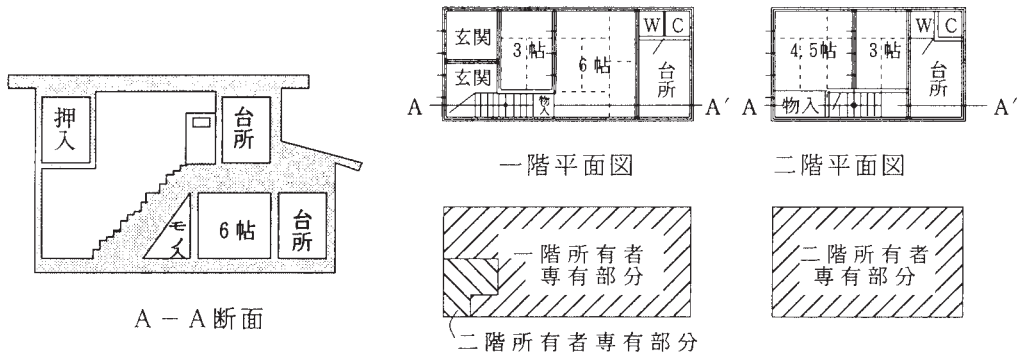 押入
台所
モノ入
6帖
台所
A－A断面
玄関
玄関
3帖
6帖
W C
台所
物入
A
A′
一階平面図
4.5帖
3帖
W C
台所
物入
A
A′
二階平面図
一階所有者
専有部分
二階所有者専有部分
二階所有者
専有部分